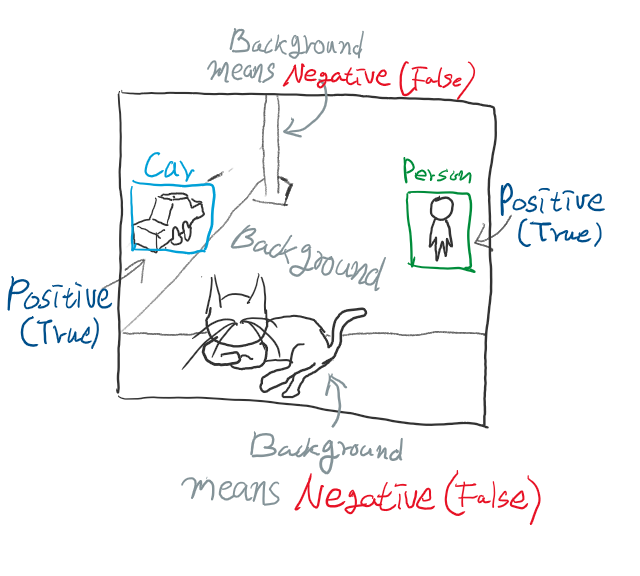 Background
means Negative (False)
Car
Person
Positive
(True)
Background
Positive
(True)
Background
means Negative (False)